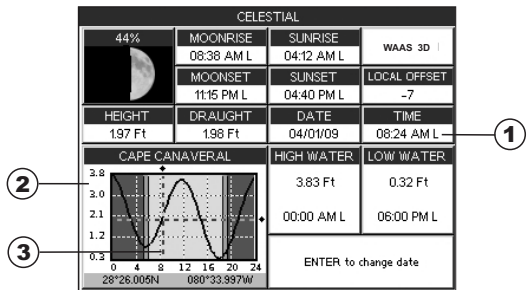 CELESTIAL
44%
MOONRISE
08:38 AM L
SUNRISE
04:12 AM L
WAAS 3D
MOONSET
11:15 PM L
SUNSET
04:40 PM L
LOCAL OFFSET
-7
HEIGHT
1.97 Ft
DRAUGHT
1.98 Ft
DATE
04/01/09
TIME
08:24 AM L
1
CAPE CANAVERAL
HIGH WATER
LOW WATER
2
3.8
3.0
2.1
1.2
0.3
3.83 Ft
0.32 Ft
00:00 AM L
06:00 PM L
3
0 4 8 12 16 20 24
28°26.005N 080°33.997W
ENTER to change date